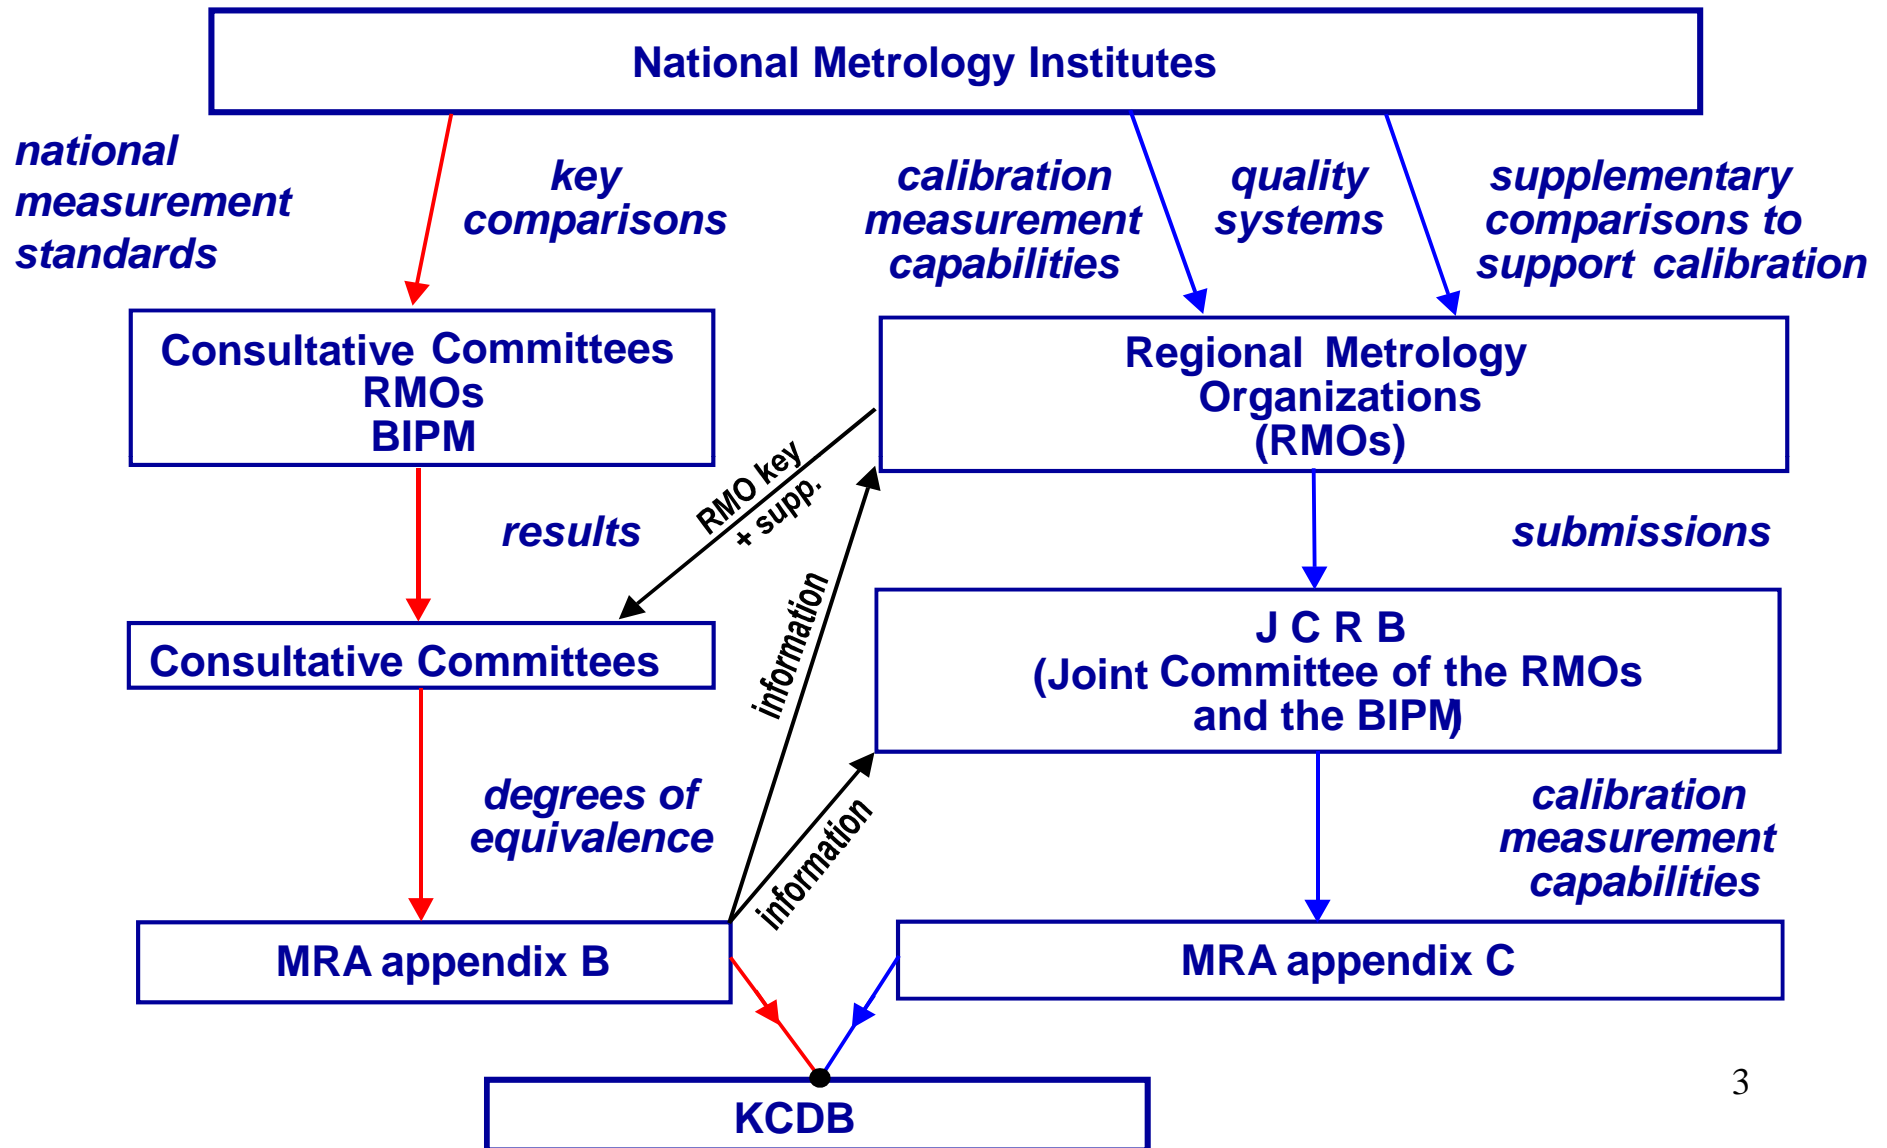 National Metrology Institutes
national
measurement
standards
key
comparisons
calibration
measurement
capabilities
quality
systems
supplementary
comparisons to
support calibration
Consultative Committees
RMOs
BIPM
Regional Metrology
Organizations
(RMOs)
RMO key
+ supp.
results
information
submissions
Consultative Committees
J C R B
(Joint Committee of the RMOs
and the BIPM)
degrees of
equivalence
information
calibration
measurement
capabilities
MRA appendix B
MRA appendix C
KCDB
3